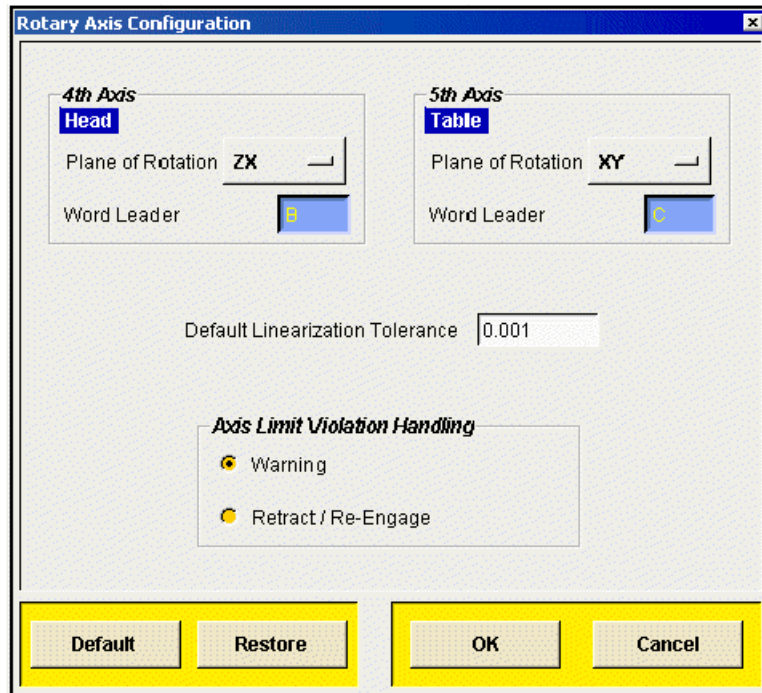 Rotary Axis Configuration
4th Axis
Head
Plane of Rotation ZX
Word Leader B
5th Axis
Table
Plane of Rotation XY
Word Leader C
Default Linearization Tolerance 0.001
Axis Limit Violation Handling
Warning
Retract / Re-Engage
Default Restore OK Cancel